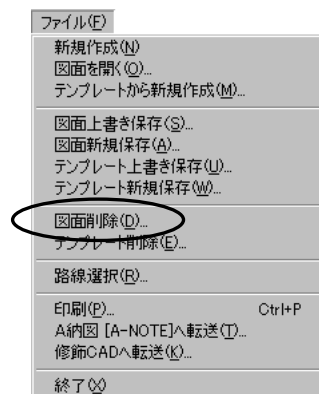 ファイル(F)
新規作成(N)
図面を開く(O)...
テンプレートから新規作成(M)...
図面上書き保存(S)...
図面新規保存(A)...
テンプレート上書き保存(U)...
テンプレート新規保存(W)...
図面削除(D)...
テンプレート削除(E)...
路線選択(R)...
印刷(P)... Ctrl+P
A納図 [A-NOTE]へ転送(T)...
修飾CADへ転送(K)...
終了(X)